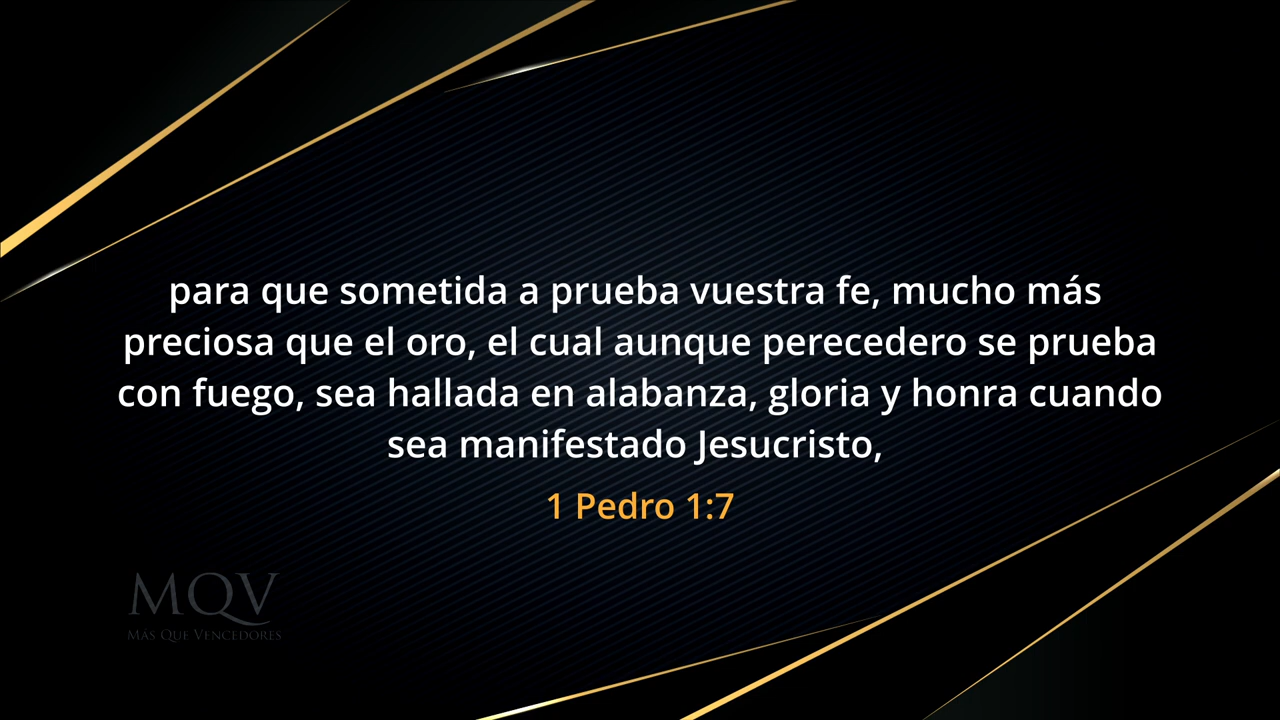 para que sometida a prueba vuestra fe, mucho más
preciosa que el oro, el cual aunque perecedero se prueba
con fuego, sea hallada en alabanza, gloria y honra cuando
sea manifestado Jesucristo,
1 Pedro 1:7
MQV
Más Que Vencedores